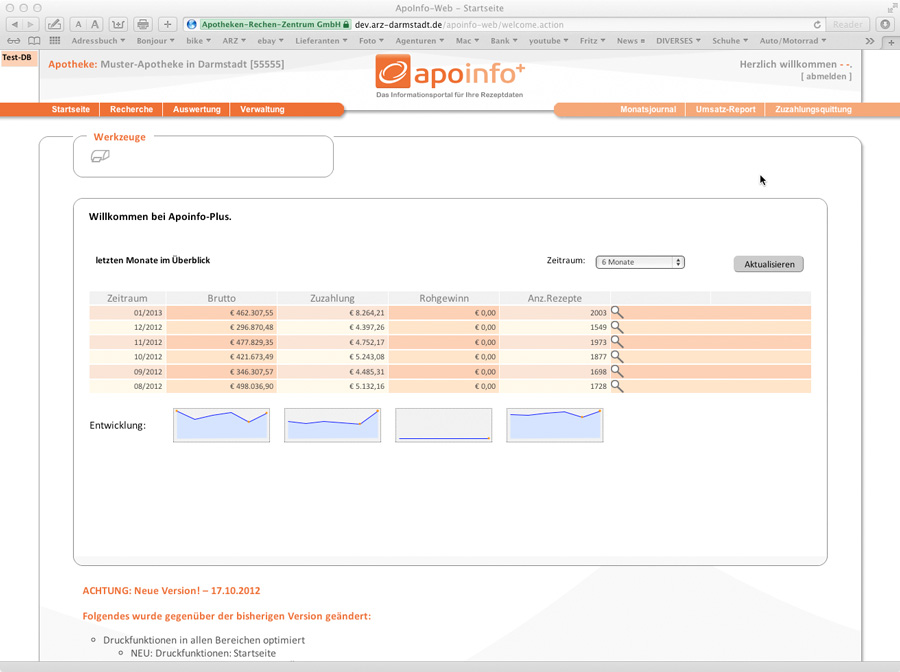 ApoInfo-Web – Startseite
A A Apotheken-Rechen-Zentrum GmbH dev.arz-darmstadt.de/apoinfo-web/welcome.action Reader
Adressbuch Bonjour bike ARZ ebay Lieferanten Foto Agenturen Mac Bank youtube Fritz News DIVERSES Schuhe Auto/Motorrad
Test-DB
Apotheke: Muster-Apotheke in Darmstadt [55555]
apoinfo+
Das Informationsportal für Ihre Rezeptdaten
Herzlich willkommen - -.
[ abmelden ]
Startseite Recherche Auswertung Verwaltung Monatsjournal Umsatz-Report Zuzahlungsquittung
Werkzeuge
Willkommen bei Apoinfo-Plus.
letzten Monate im Überblick Zeitraum: 6 Monate Aktualisieren
Zeitraum Brutto Zuzahlung Rohgewinn Anz.Rezepte
01/2013 € 462.307,55 € 8.264,21 € 0,00 2003
12/2012 € 296.870,48 € 4.397,26 € 0,00 1549
11/2012 € 477.829,35 € 4.752,17 € 0,00 1973
10/2012 € 421.673,49 € 5.243,08 € 0,00 1877
09/2012 € 346.307,57 € 4.485,31 € 0,00 1698
08/2012 € 498.036,90 € 5.132,16 € 0,00 1728
Entwicklung:
ACHTUNG: Neue Version! – 17.10.2012
Folgendes wurde gegenüber der bisherigen Version geändert:
Druckfunktionen in allen Bereichen optimiert
NEU: Druckfunktionen: Startseite